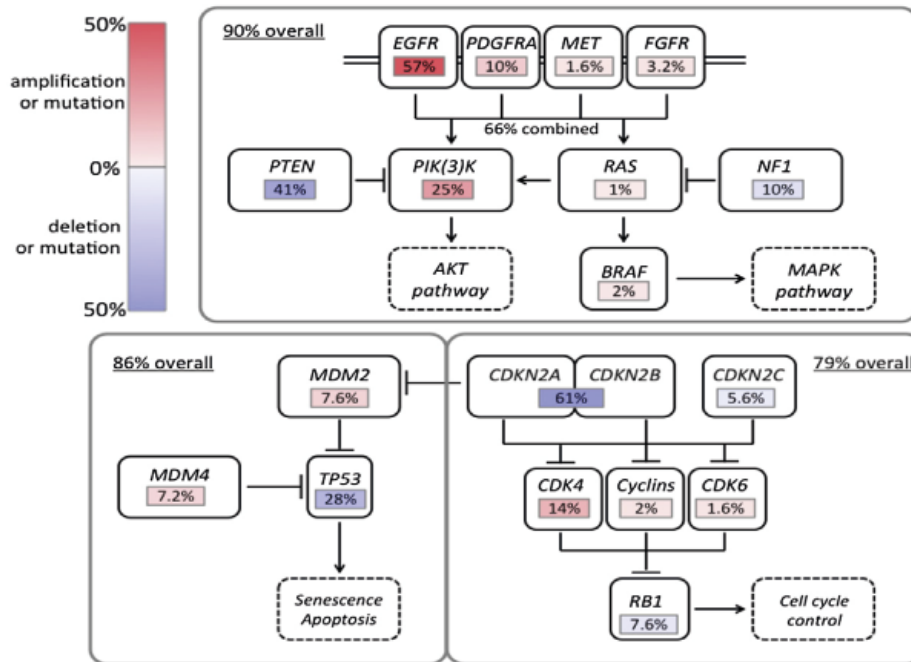 50%
amplification
or mutation
0%
deletion
or mutation
50%
90% overall
EGFR
57%
PDGFRA
10%
MET
1.6%
FGFR
3.2%
66% combined
PTEN
41%
PIK(3)K
25%
RAS
1%
NF1
10%
AKT
pathway
BRAF
2%
MAPK
pathway
86% overall
MDM2
7.6%
MDM4
7.2%
TP53
28%
Senescence
Apoptosis
79% overall
CDKN2A
CDKN2B
61%
CDKN2C
5.6%
CDK4
14%
Cyclins
2%
CDK6
1.6%
RB1
7.6%
Cell cycle
control